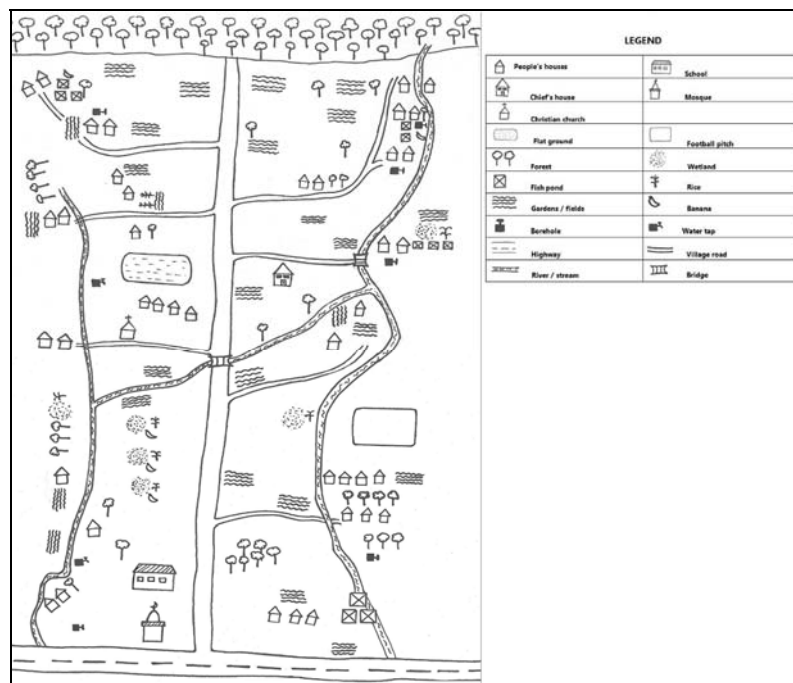 LEGEND
People's houses
School
Chief's house
Mosque
Christian church
Flat ground
Football pitch
Forest
Wetland
Fish pond
Rice
Gardens / fields
Banana
Borehole
Water tap
Highway
Village road
River / stream
Bridge